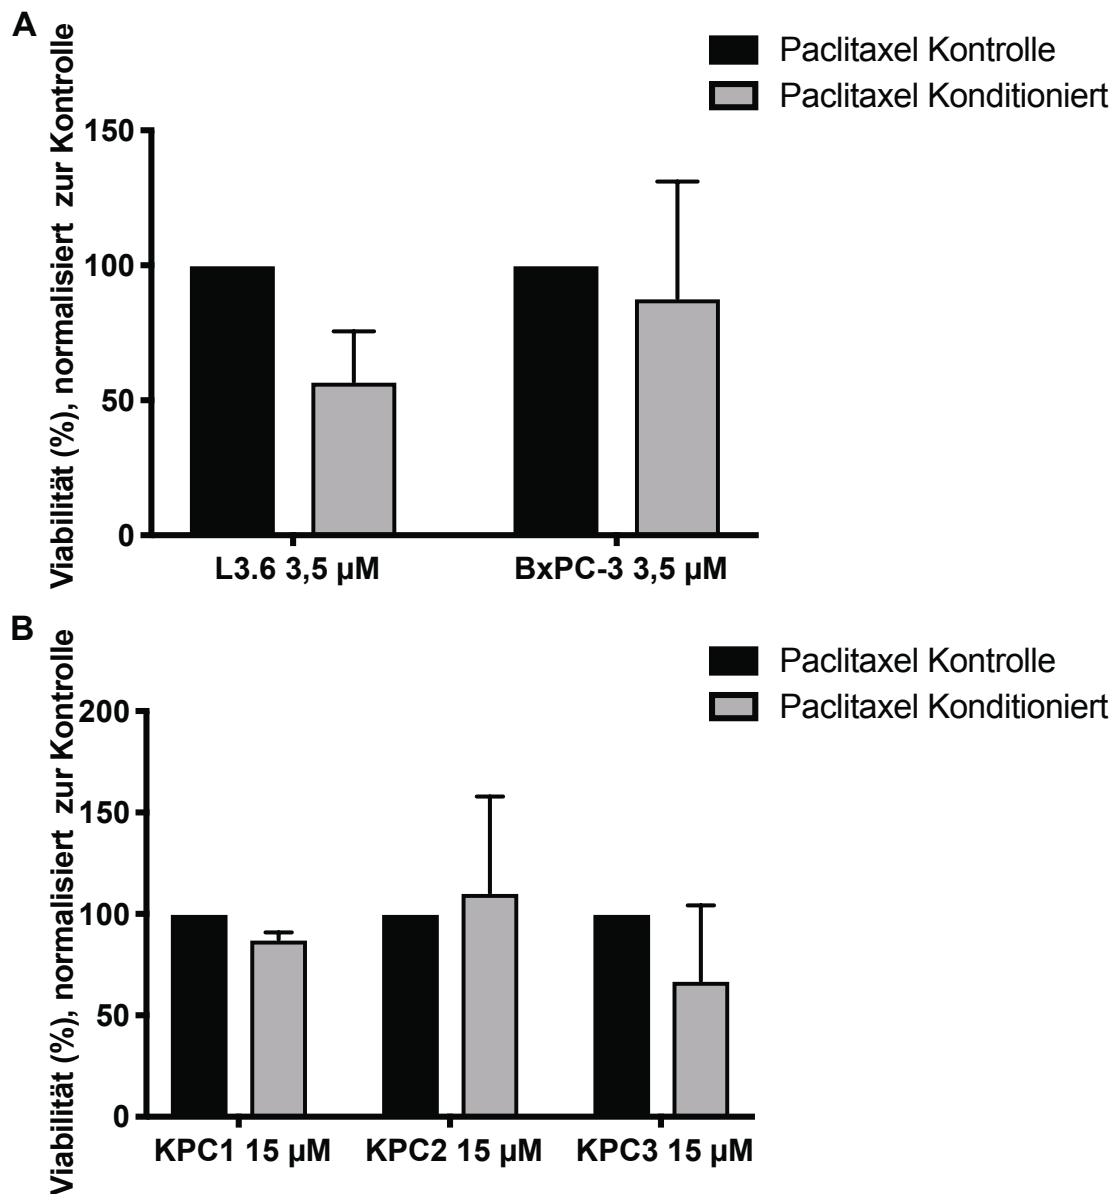 A
Viabilität (%), normalisiert zur Kontrolle
Paclitaxel Kontrolle
Paclitaxel Konditioniert
150
100
50
0
L3.6 3,5 µM
BxPC-3 3,5 µM
B
Viabilität (%), normalisiert zur Kontrolle
Paclitaxel Kontrolle
Paclitaxel Konditioniert
200
150
100
50
0
KPC1 15 µM
KPC2 15 µM
KPC3 15 µM